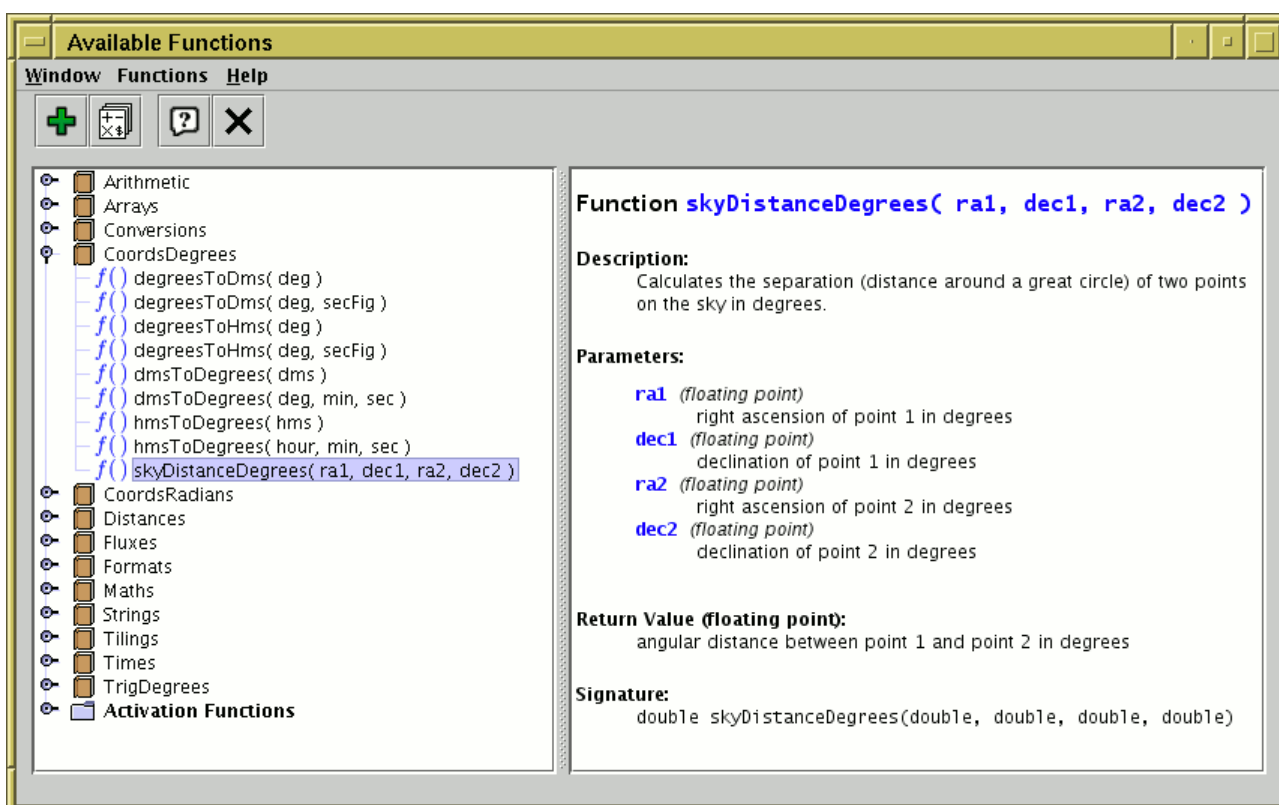 Available Functions
Window Functions Help
Arithmetic
Arrays
Conversions
CoordsDegrees
f() degreesToDms( deg )
f() degreesToDms( deg, secFig )
f() degreesToHms( deg )
f() degreesToHms( deg, secFig )
f() dmsToDegrees( dms )
f() dmsToDegrees( deg, min, sec )
f() hmsToDegrees( hms )
f() hmsToDegrees( hour, min, sec )
f() skyDistanceDegrees( ra1, dec1, ra2, dec2 )
CoordsRadians
Distances
Fluxes
Formats
Maths
Strings
Tilings
Times
TrigDegrees
Activation Functions
Function skyDistanceDegrees( ra1, dec1, ra2, dec2 )
Description:
Calculates the separation (distance around a great circle) of two points
on the sky in degrees.
Parameters:
ra1 (floating point)
right ascension of point 1 in degrees
dec1 (floating point)
declination of point 1 in degrees
ra2 (floating point)
right ascension of point 2 in degrees
dec2 (floating point)
declination of point 2 in degrees
Return Value (floating point):
angular distance between point 1 and point 2 in degrees
Signature:
double skyDistanceDegrees(double, double, double, double)